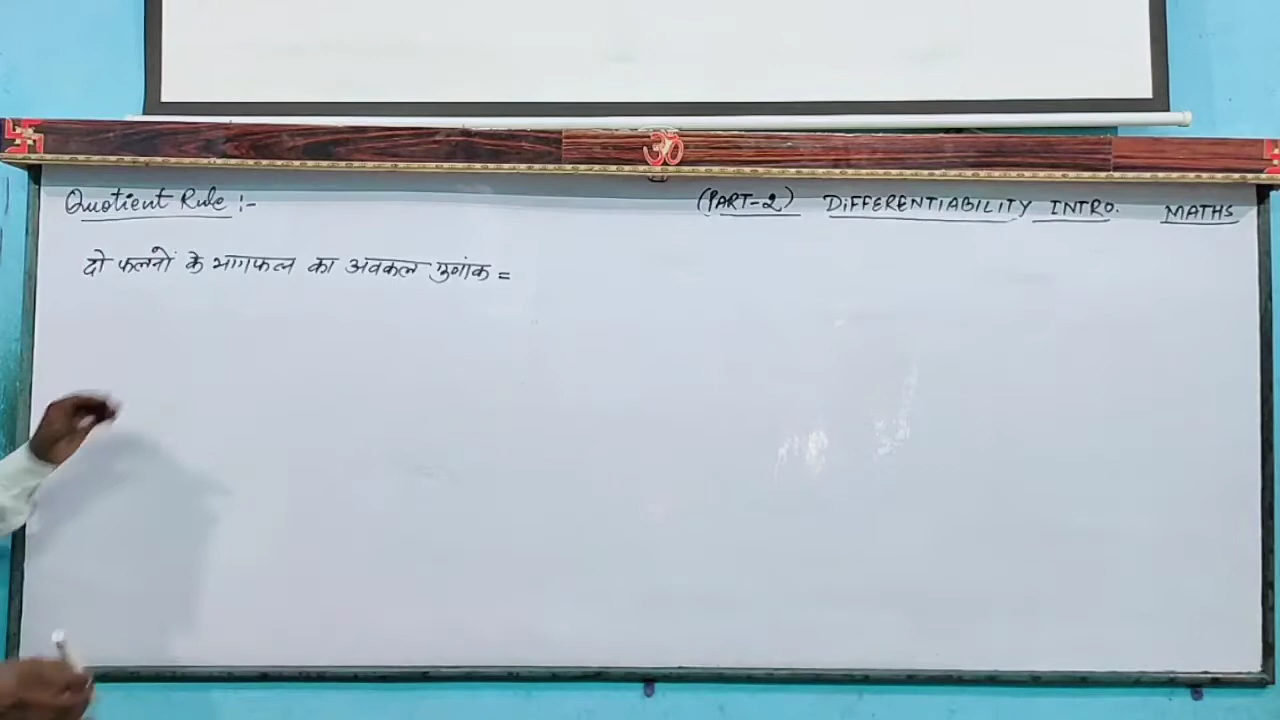 Quotient Rule :-
(PART-2) DIFFERENTIABILITY INTRO. MATHS
दो फलनों के भागफल का अवकल गुणांक =